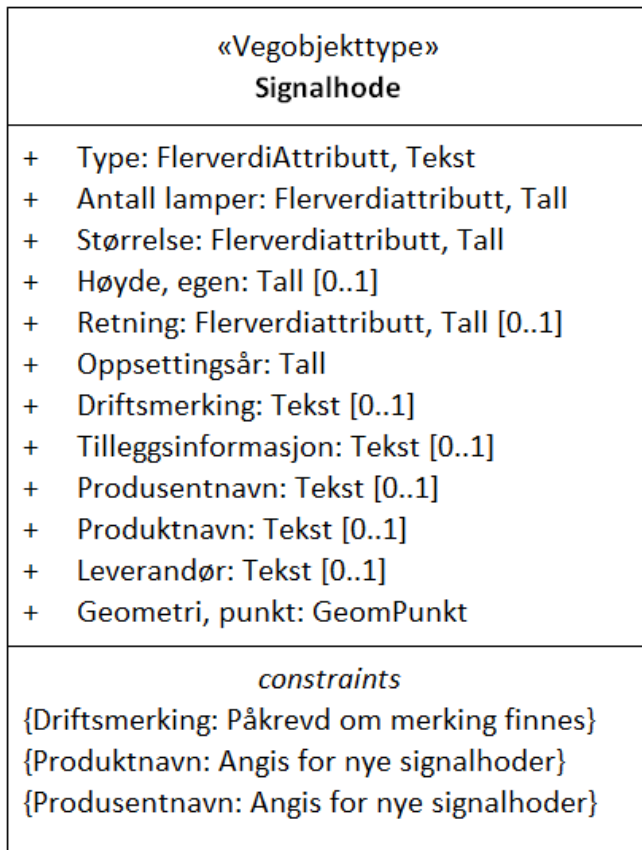 «Vegobjekttype»
Signalhode
+ Type: FlerverdiAttributt, Tekst
+ Antall lamper: Flerverdiattributt, Tall
+ Størrelse: Flerverdiattributt, Tall
+ Høyde, egen: Tall [0..1]
+ Retning: Flerverdiattributt, Tall [0..1]
+ Oppsettingsår: Tall
+ Driftsmerking: Tekst [0..1]
+ Tilleggsinformasjon: Tekst [0..1]
+ Produsentnavn: Tekst [0..1]
+ Produktnavn: Tekst [0..1]
+ Leverandør: Tekst [0..1]
+ Geometri, punkt: GeomPunkt
constraints
{Driftsmerking: Påkrevd om merking finnes}
{Produktnavn: Angis for nye signalhoder}
{Produsentnavn: Angis for nye signalhoder}